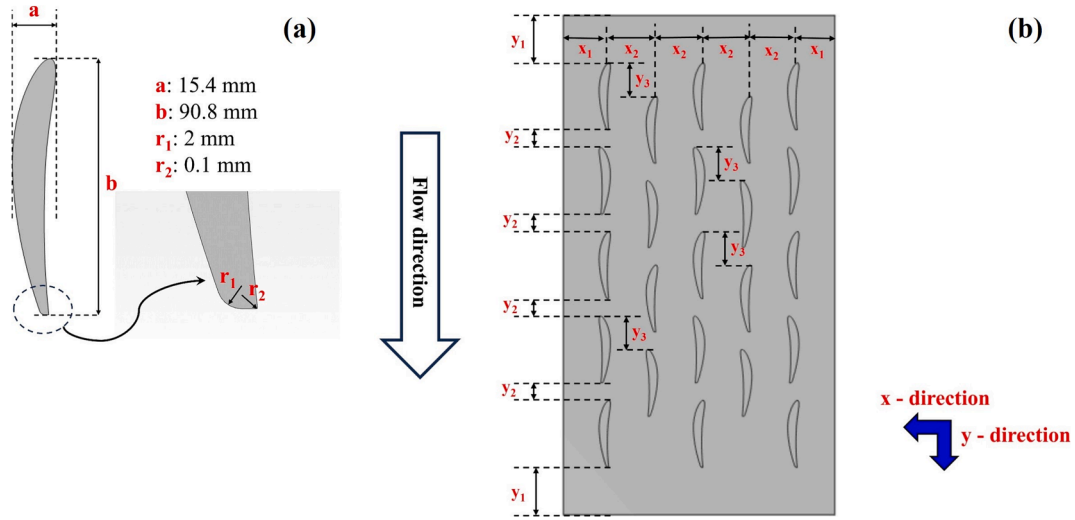 a
(a)
a: 15.4 mm
b: 90.8 mm
r₁: 2 mm
r₂: 0.1 mm
b
r₁
r₂
Flow direction
(b)
y₁
x₁ x₂ x₂ x₂ x₂ x₁
y₃
y₂
y₃
y₂
y₃
y₂
y₃
y₂
y₁
x - direction
y - direction